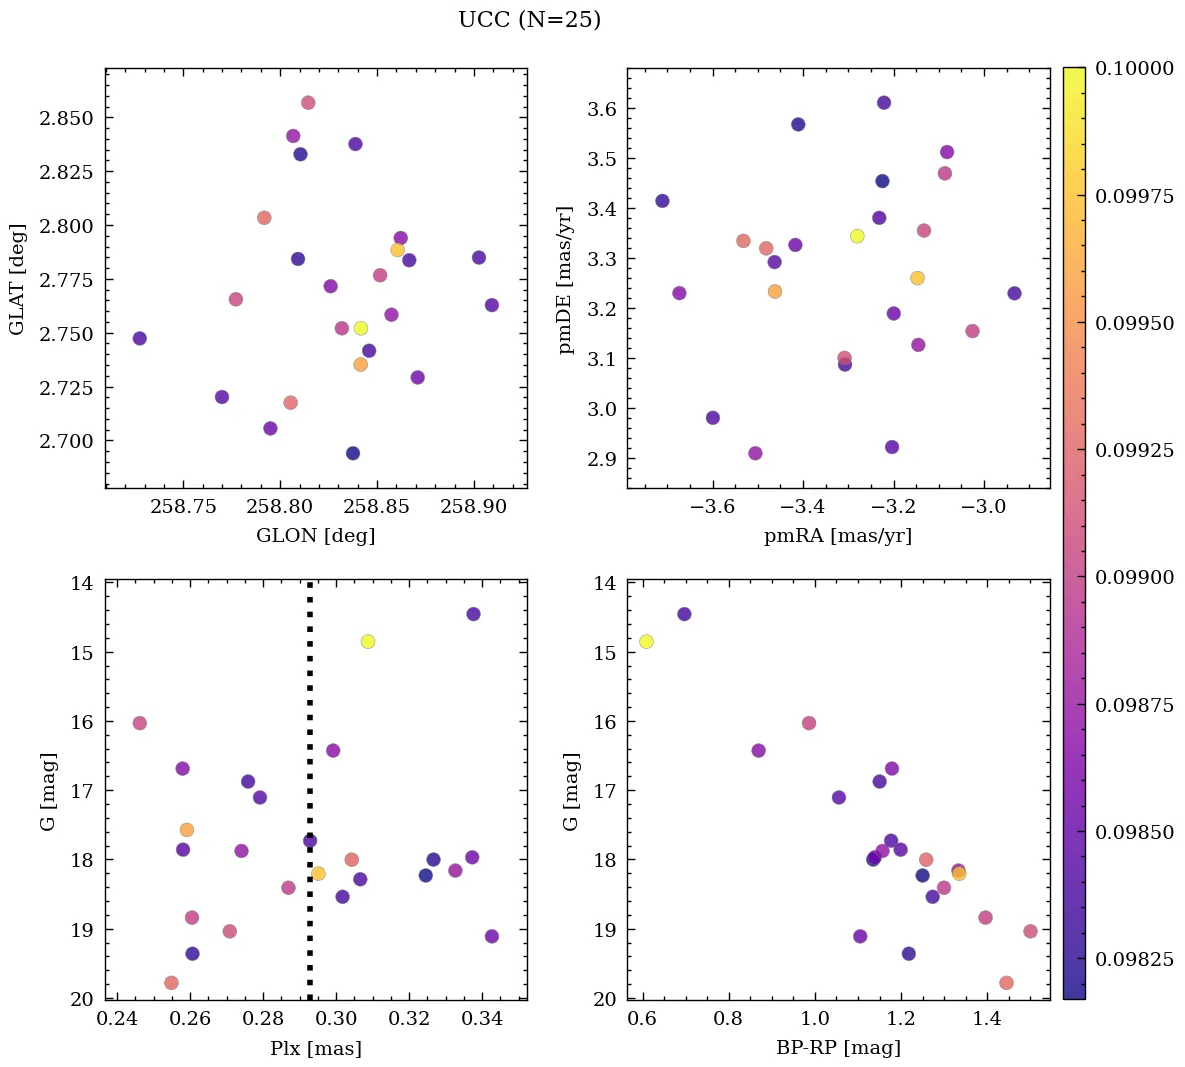 UCC (N=25)
2.850
2.825
2.800
2.775
2.750
2.725
2.700
GLAT [deg]
258.75 258.80 258.85 258.90
GLON [deg]
3.6
3.5
3.4
3.3
3.2
3.1
3.0
2.9
pmDE [mas/yr]
−3.6 −3.4 −3.2 −3.0
pmRA [mas/yr]
14
15
16
17
18
19
20
G [mag]
0.24 0.26 0.28 0.30 0.32 0.34
Plx [mas]
14
15
16
17
18
19
20
G [mag]
0.6 0.8 1.0 1.2 1.4
BP-RP [mag]
0.10000
0.09975
0.09950
0.09925
0.09900
0.09875
0.09850
0.09825